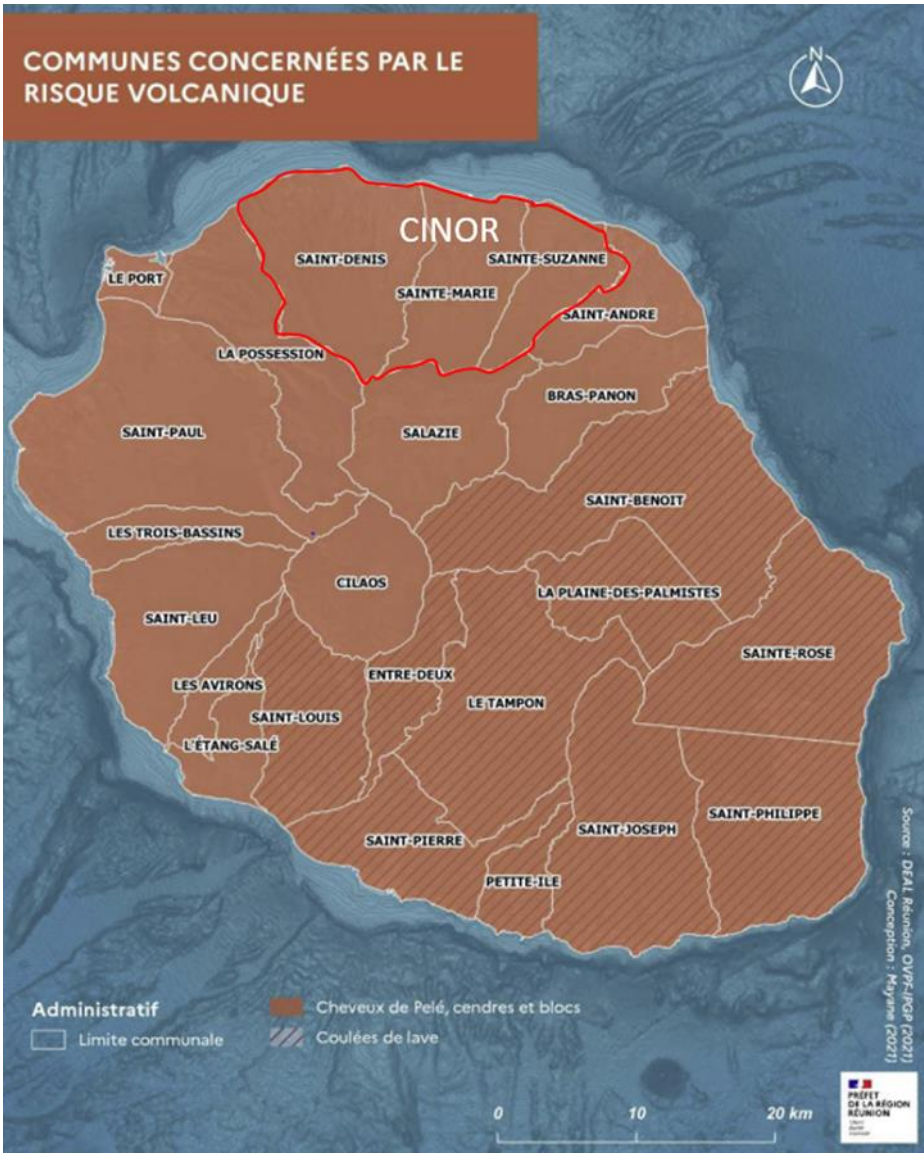 COMMUNES CONCERNÉES PAR LE
RISQUE VOLCANIQUE
N
CINOR
SAINT-DENIS
SAINTE-SUZANNE
LE PORT
SAINTE-MARIE
SAINT-ANDRE
LA POSSESSION
BRAS-PANON
SAINT-PAUL
SALAZIE
SAINT-BENOIT
LES TROIS-BASSINS
CILAOS
LA PLAINE-DES-PALMISTES
SAINT-LEU
SAINTE-ROSE
ENTRE-DEUX
LES AVIRONS
LE TAMPON
SAINT-LOUIS
L'ÉTANG-SALÉ
SAINT-PHILIPPE
SAINT-JOSEPH
SAINT-PIERRE
PETITE-ILE
Source : DEAL Réunion, OVPF-IPGP (2021)
Conception : Mayane (2021)
Administratif
Limite communale
Cheveux de Pelé, cendres et blocs
Coulées de lave
0 10 20 km
PRÉFET
DE LA RÉGION
RÉUNION